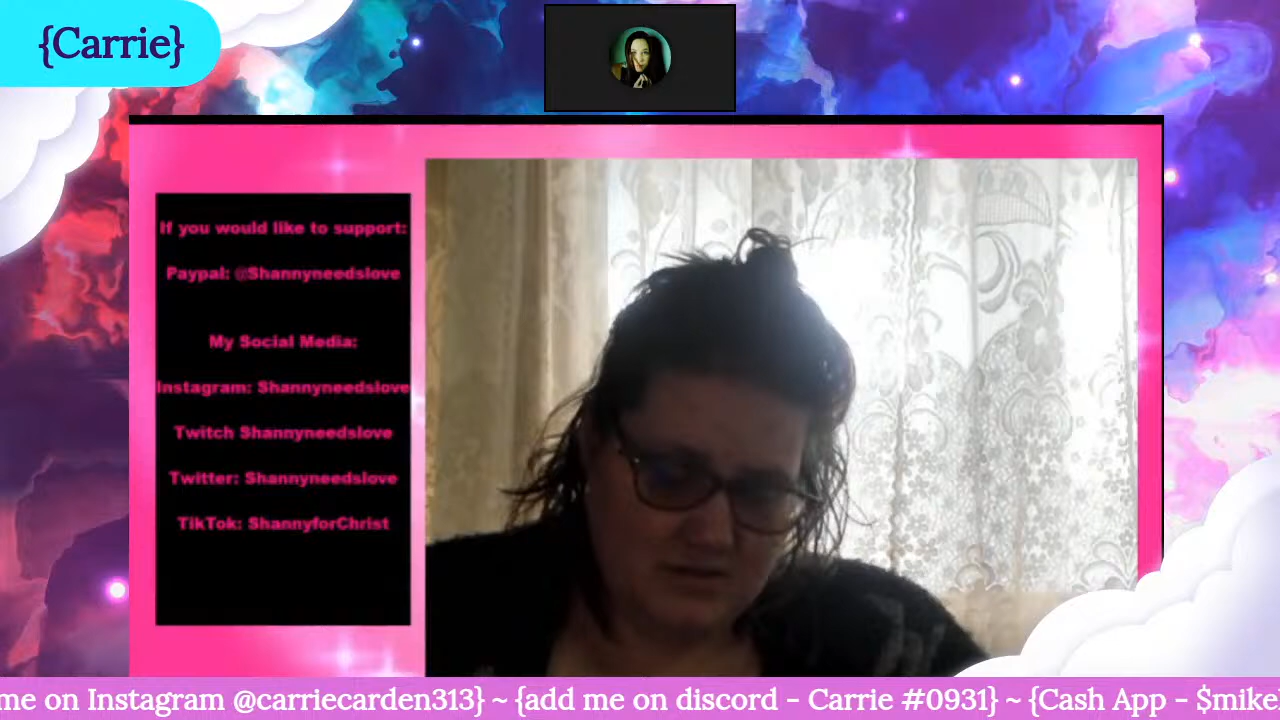 {Carrie}
If you would like to support:
Paypal: @Shannyneedslove
My Social Media:
Instagram: Shannyneedslove
Twitch Shannyneedslove
Twitter: Shannyneedslove
TikTok: ShannyforChrist
me on Instagram @carriecarden313} ~ {add me on discord - Carrie #0931} ~ {Cash App - $mike